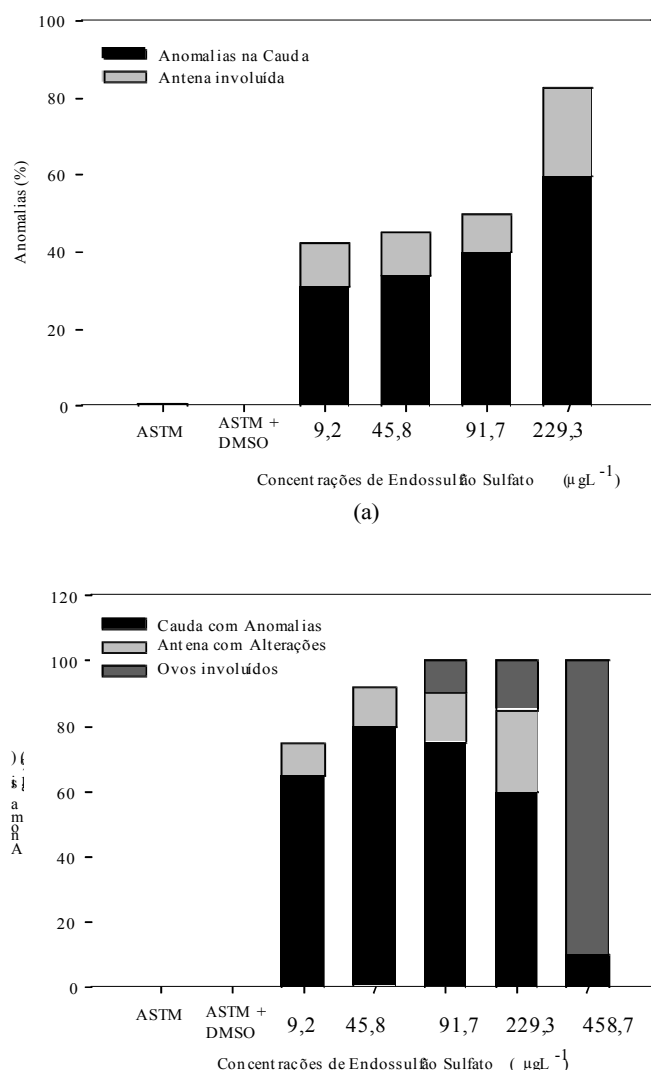 100
Anomalias na Cauda
Antena involuída
80
60
Anomalias (%)
40
20
0
ASTM
ASTM +
DMSO
9,2
45,8
91,7
229,3
Concentrações de Endossulfão Sulfato (µgL-1)
(a)
120
Cauda com Anomalias
Antena com Alterações
Ovos involuídos
100
80
60
40
20
0
ASTM
ASTM +
DMSO
9,2
45,8
91,7
229,3
458,7
Concentrações de Endossulfão Sulfato ( µgL-1)